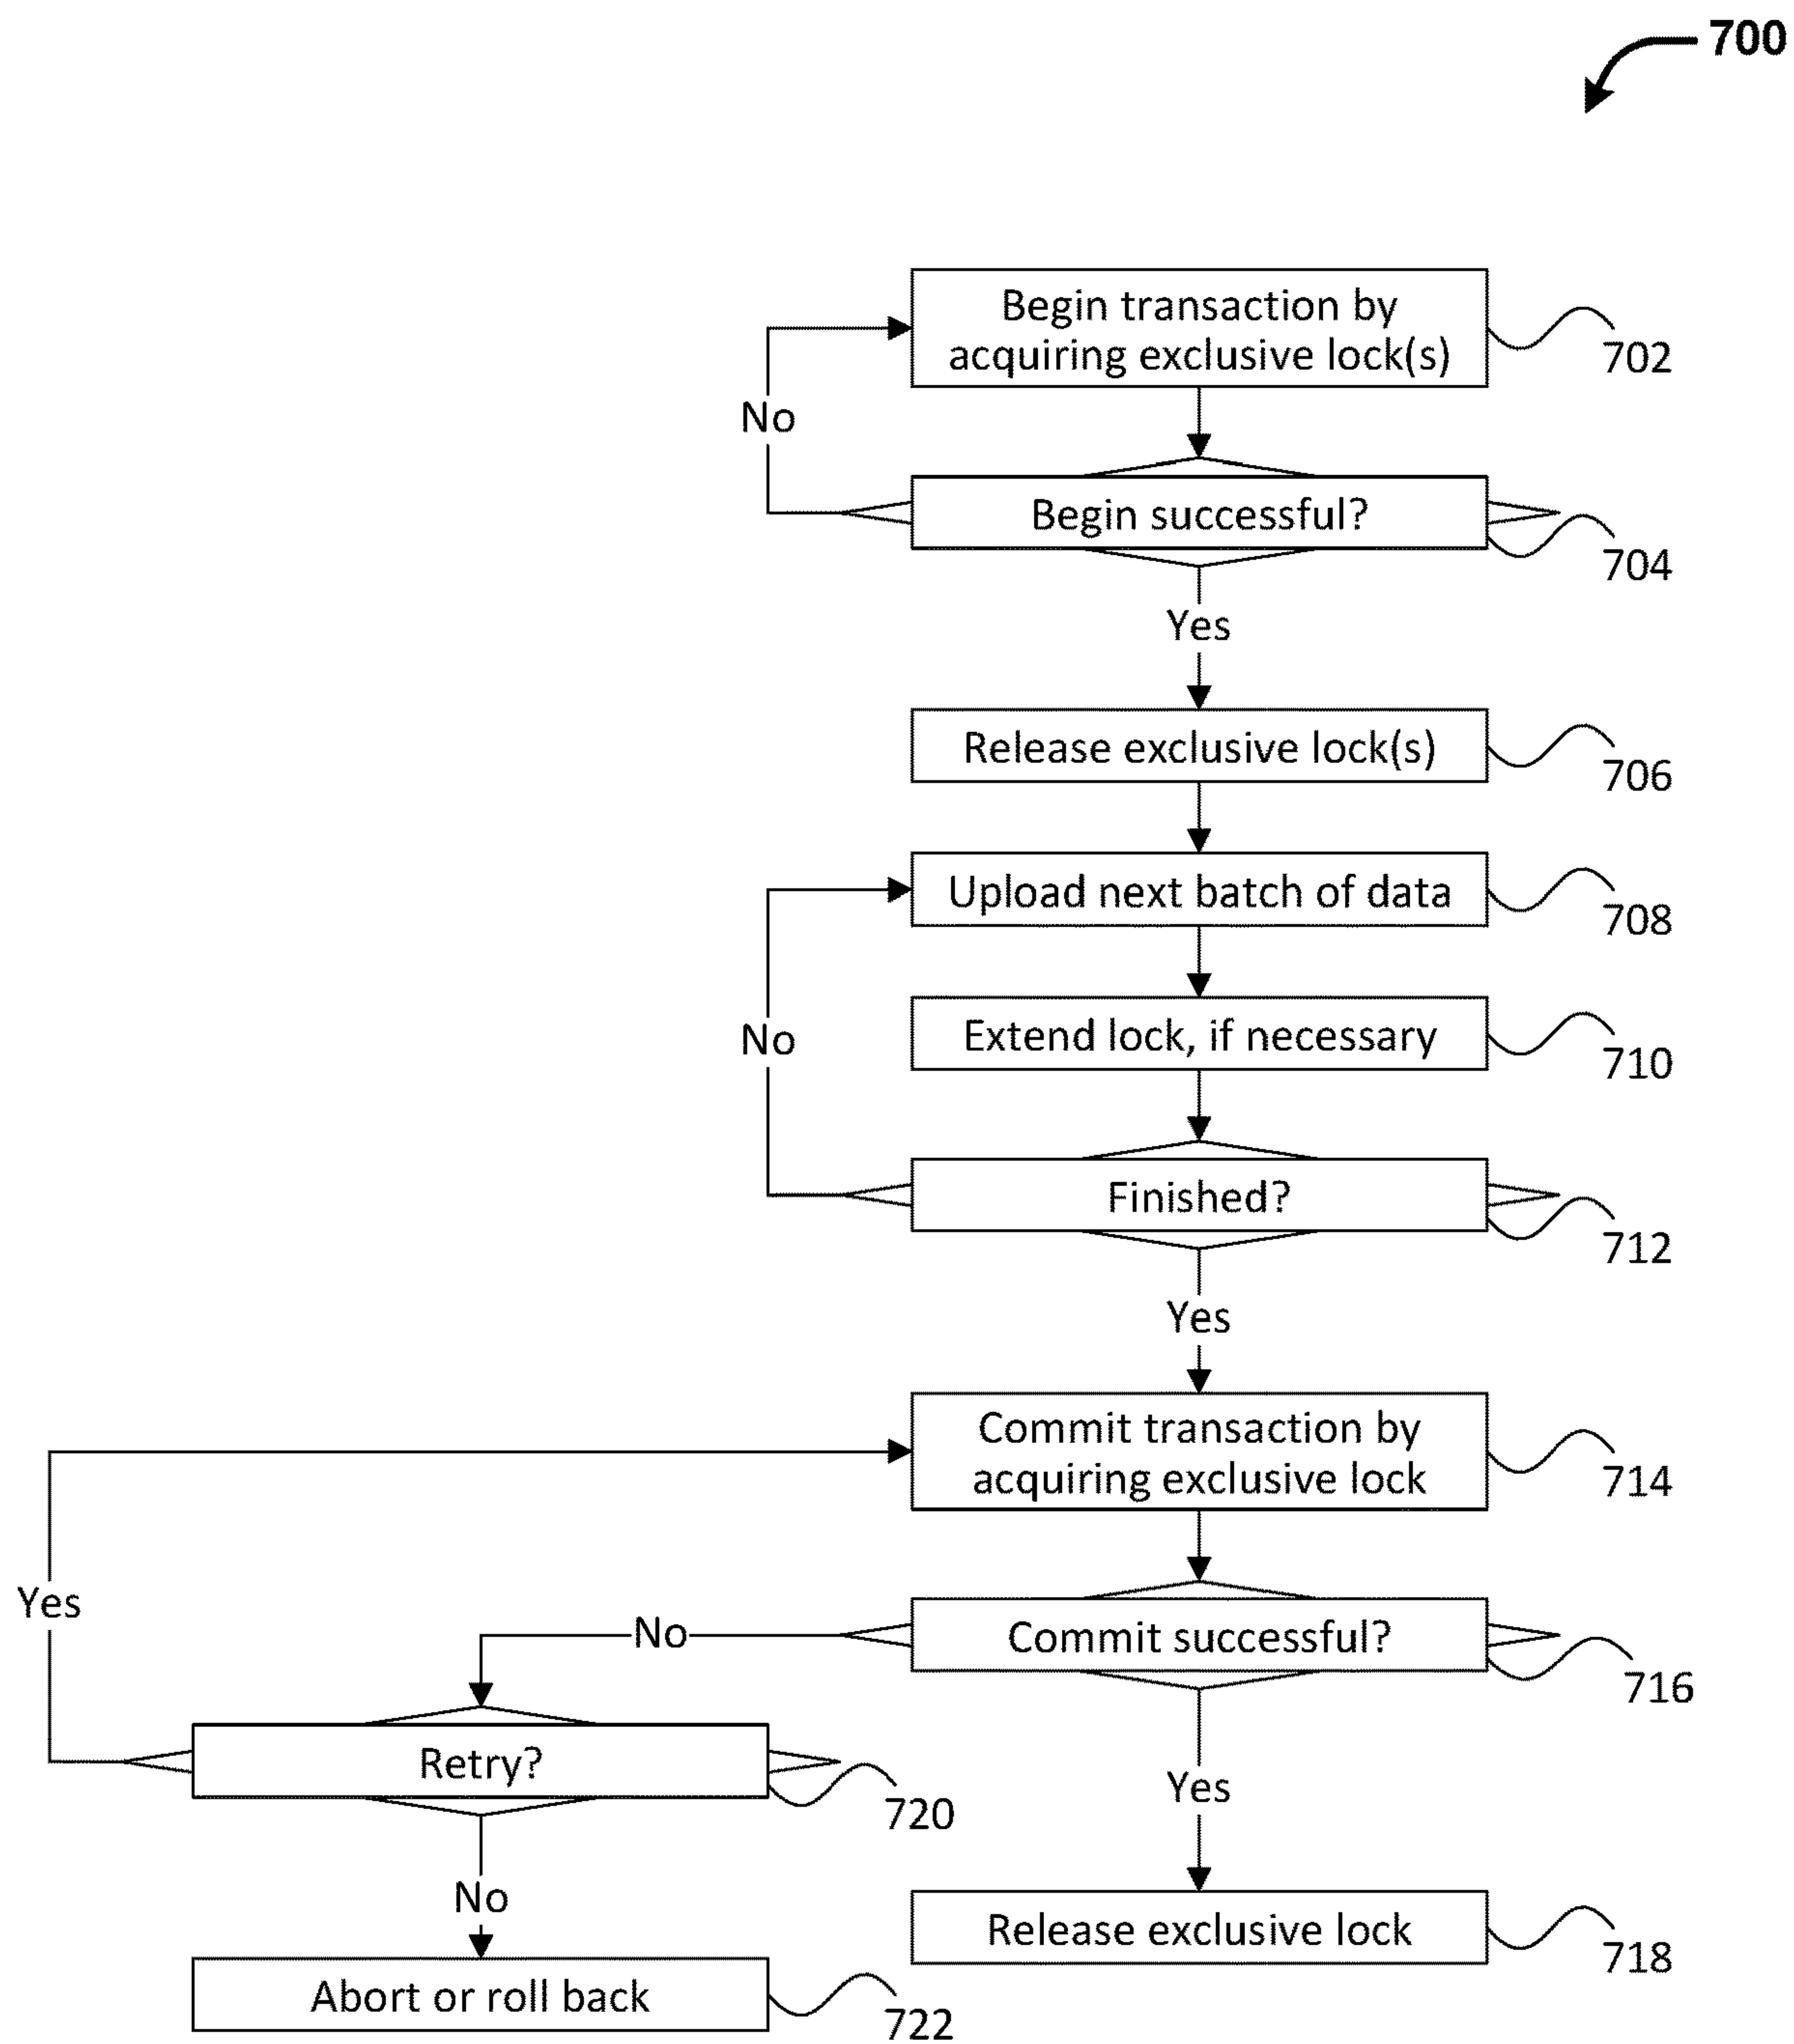 700
Begin transaction by
acquiring exclusive lock(s)
702
No
Begin successful?
704
Yes
Release exclusive lock(s)
706
Upload next batch of data
708
Extend lock, if necessary
710
No
Finished?
712
Yes
Commit transaction by
acquiring exclusive lock
714
Yes
No
Commit successful?
716
Retry?
720
Yes
No
Release exclusive lock
718
Abort or roll back
722